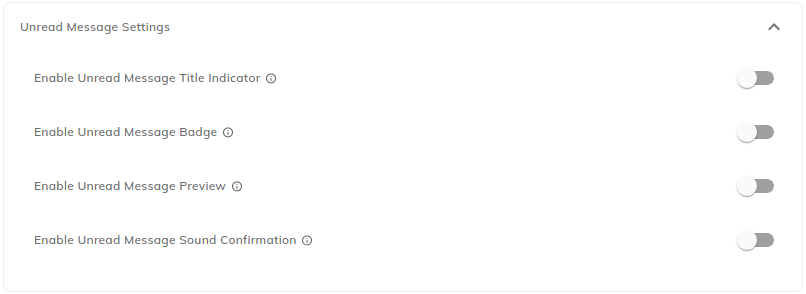 Unread Message Settings
Enable Unread Message Title Indicator
Enable Unread Message Badge
Enable Unread Message Preview
Enable Unread Message Sound Confirmation